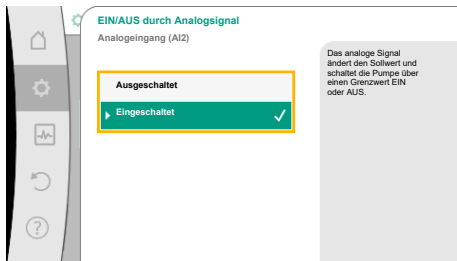 EIN/AUS durch Analogsignal
Analogeingang (AI2)
Ausgeschaltet
Eingeschaltet
Das analoge Signal
ändert den Sollwert und
schaltet die Pumpe über
einen Grenzwert EIN
oder AUS.
?